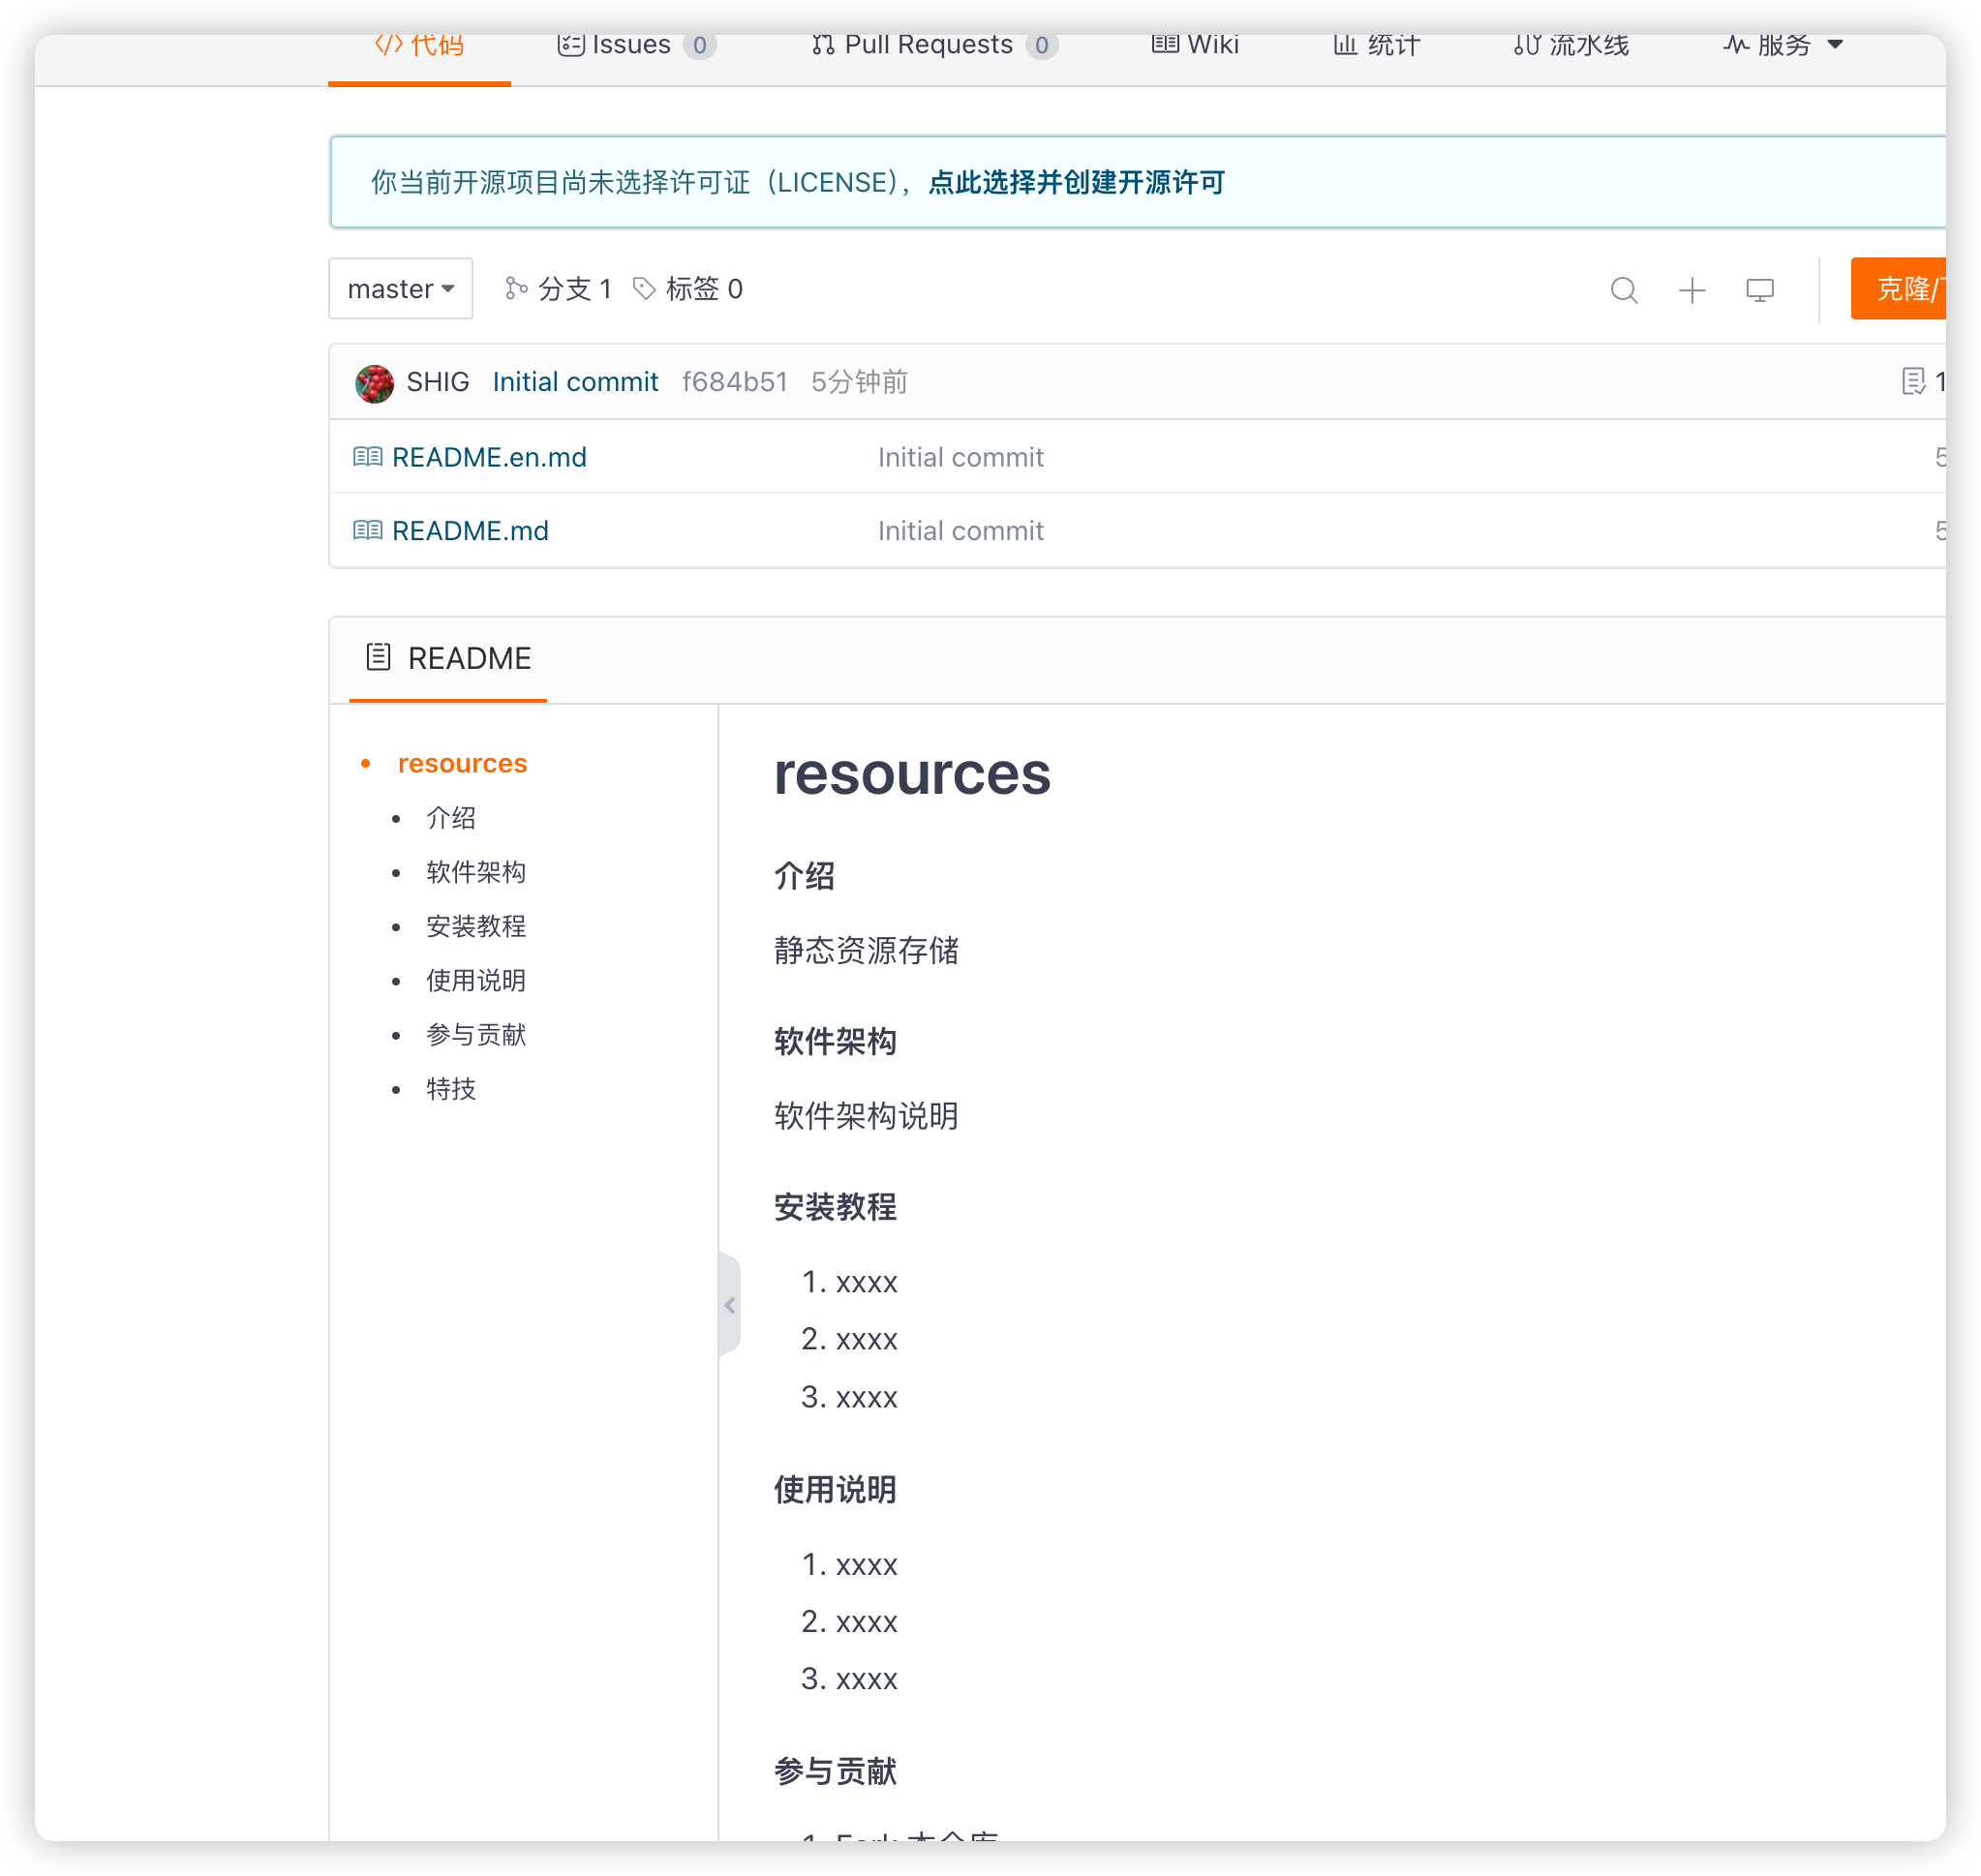 代码 Issues 0 Pull Requests 0 Wiki 统计 流水线 服务
你当前开源项目尚未选择许可证（LICENSE），点此选择并创建开源许可
master 分支 1 标签 0 克隆/
SHIG Initial commit f684b51 5分钟前 1
README.en.md Initial commit 5
README.md Initial commit 5
README
resources
介绍
软件架构
安装教程
使用说明
参与贡献
特技
resources
介绍
静态资源存储
软件架构
软件架构说明
安装教程
1. xxxx
2. xxxx
3. xxxx
使用说明
1. xxxx
2. xxxx
3. xxxx
参与贡献
1. Fork 本仓库